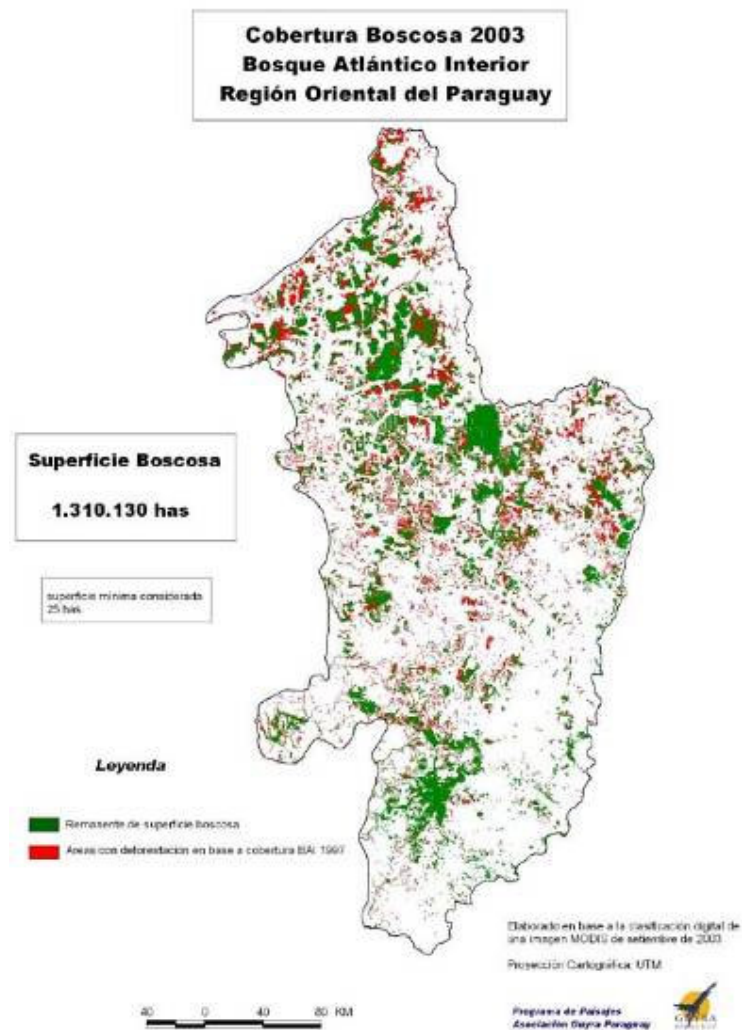 Cobertura Boscosa 2003
Bosque Atlántico Interior
Región Oriental del Paraguay
Superficie Boscosa
1.310.130 has
superficie mínima considerada
25 has
Leyenda
Remanente de superficie boscosa
Areas con deforestación en base a cobertura BAI 1997
Elaborado en base a la clasificación digital de
una imagen MODIS de setiembre de 2003
Proyección Cartográfica: UTM
40 0 40 80 KM
Programa de Paisajes
Asociación Guyra Paraguay